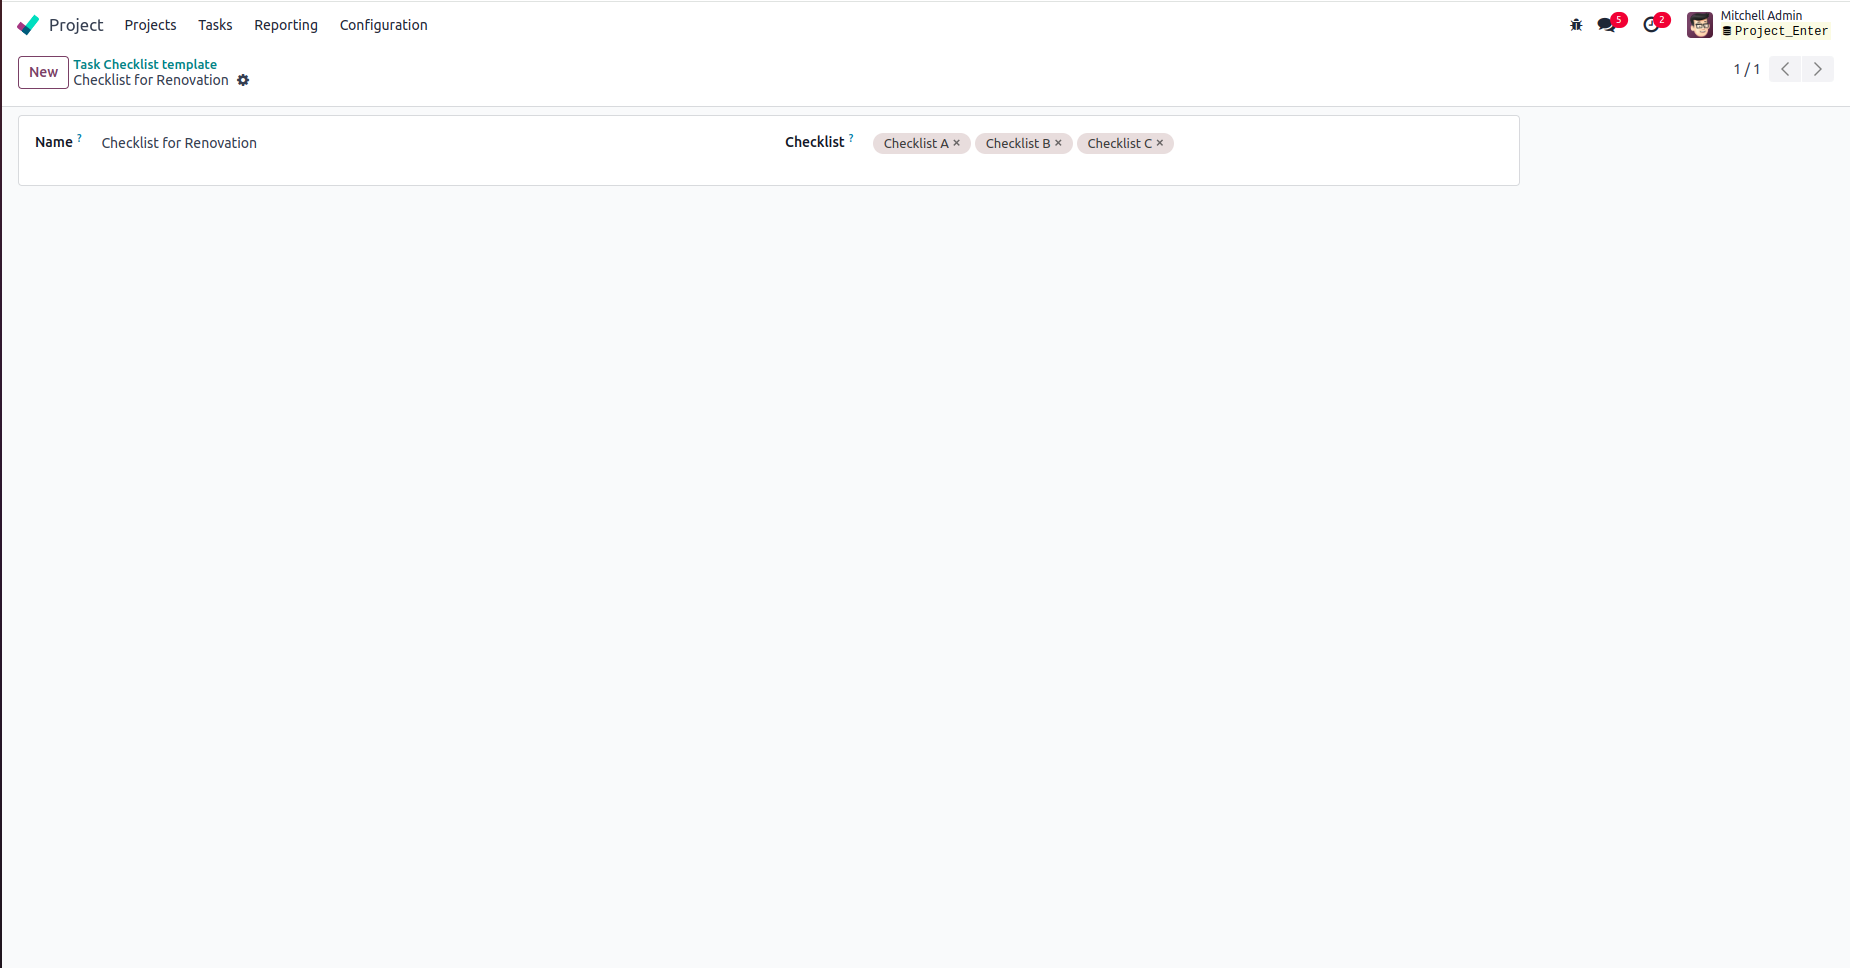 Project Projects Tasks Reporting Configuration 5 2 Mitchell Admin
Project_Enter
New Task Checklist template
Checklist for Renovation 1 / 1
Name ? Checklist for Renovation Checklist ? Checklist A × Checklist B × Checklist C ×